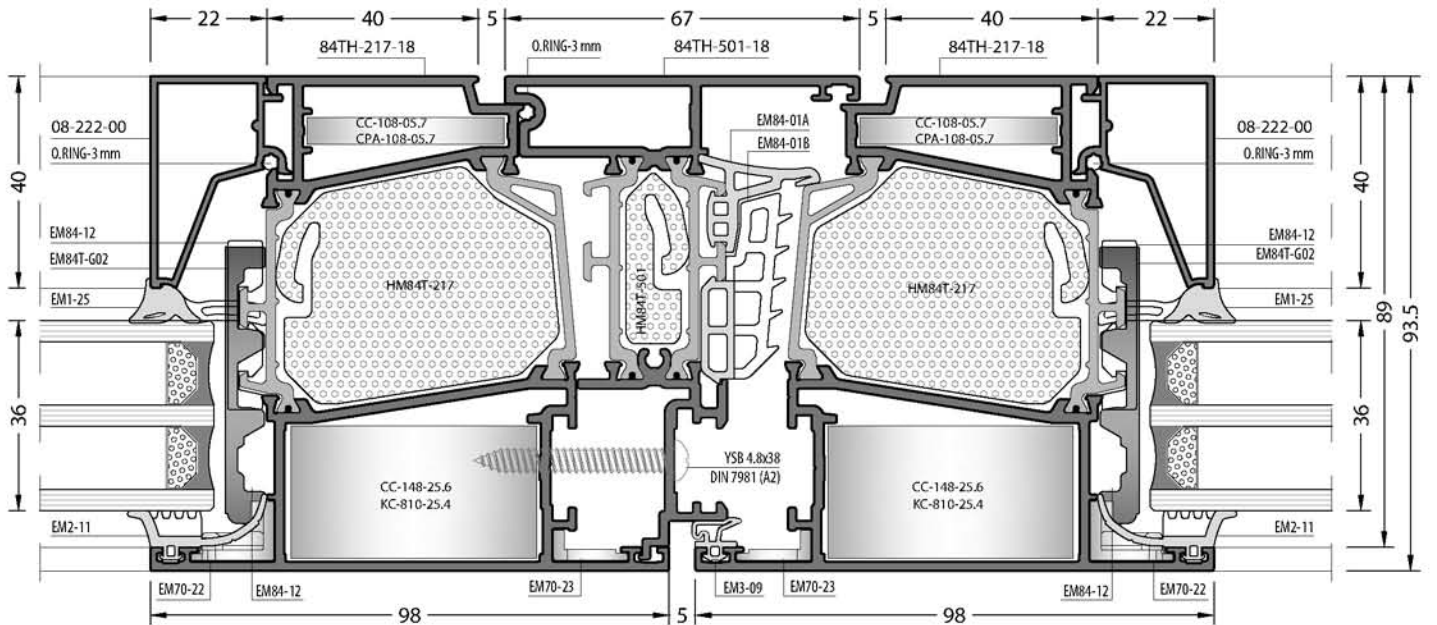 22 40 5 67 5 40 22
84TH-217-18 O.RING-3 mm 84TH-501-18 84TH-217-18
08-222-00
O.RING-3 mm
CC-108-05.7
CPA-108-05.7
EM84-01A
EM84-01B
CC-108-05.7
CPA-108-05.7
08-222-00
O.RING-3 mm
40
40
EM84-12
EM84T-G02
EM1-25
HM84T-217
HM84T-501
HM84T-217
EM84-12
EM84T-G02
EM1-25
89
93.5
36
36
CC-148-25.6
KC-810-25.4
YSB 4.8x38
DIN 7981 (A2)
CC-148-25.6
KC-810-25.4
EM2-11
EM2-11
EM70-22 EM84-12 EM70-23 EM3-09 EM70-23 EM84-12 EM70-22
98 5 98